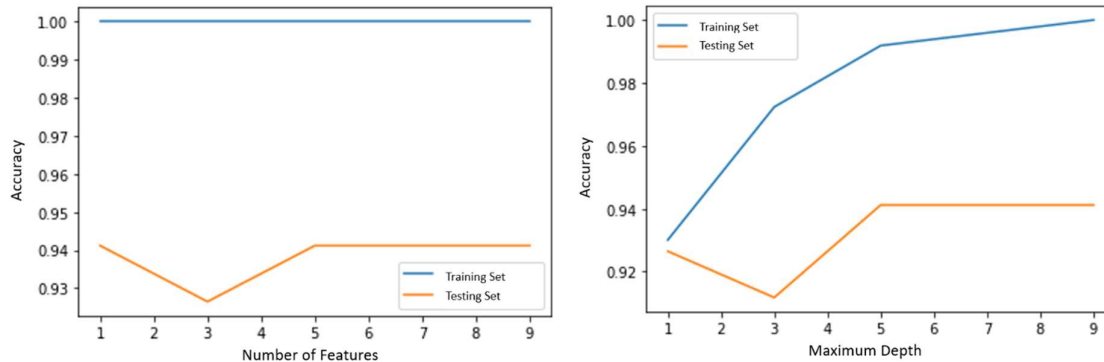 1.00
0.99
0.98
0.97
0.96
0.95
0.94
0.93
Accuracy
Training Set
Testing Set
1 2 3 4 5 6 7 8 9
Number of Features
Training Set
Testing Set
1.00
0.98
0.96
0.94
0.92
Accuracy
1 2 3 4 5 6 7 8 9
Maximum Depth